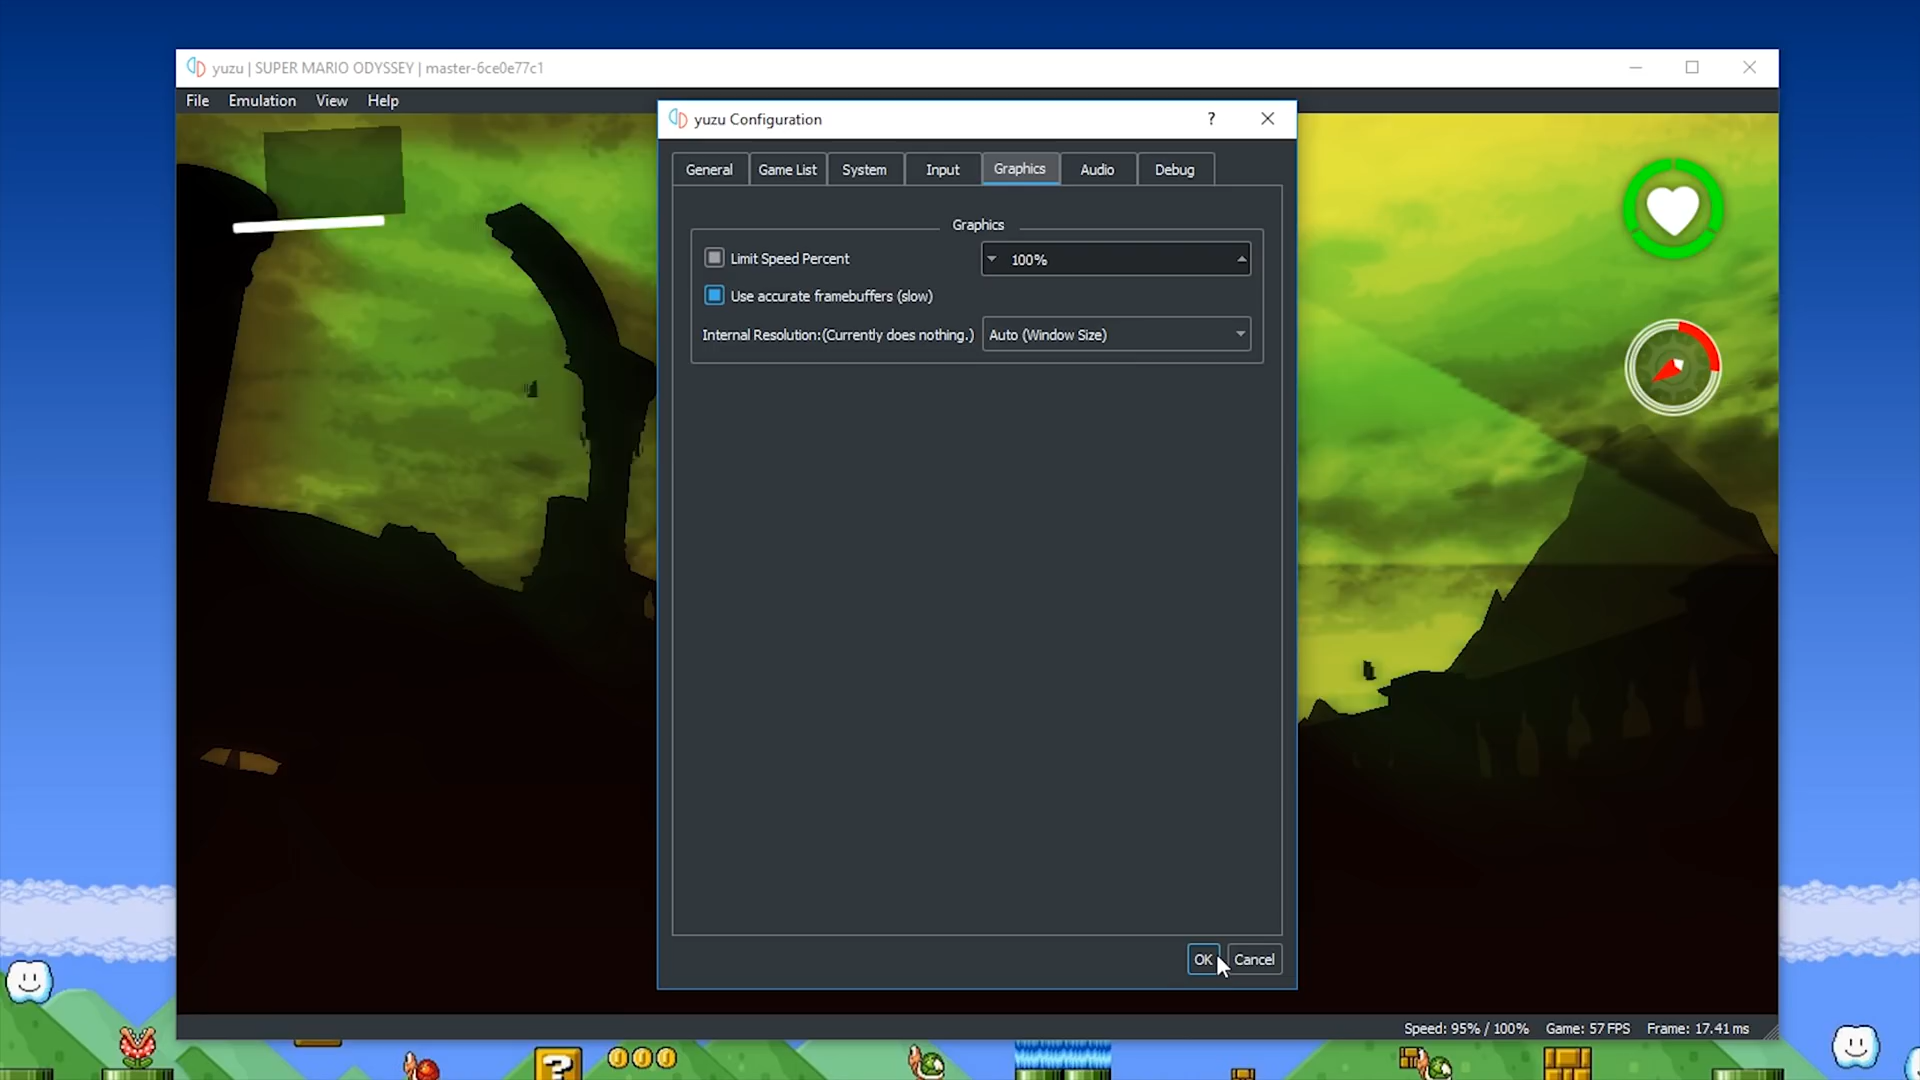 yuzu | SUPER MARIO ODYSSEY | master-6ce0e77c1
File Emulation View Help
yuzu Configuration ?
General Game List System Input Graphics Audio Debug
Graphics
Limit Speed Percent 100%
Use accurate framebuffers (slow)
Internal Resolution:(Currently does nothing.) Auto (Window Size)
OK Cancel
Speed: 95% / 100% Game: 57 FPS Frame: 17.41 ms
?